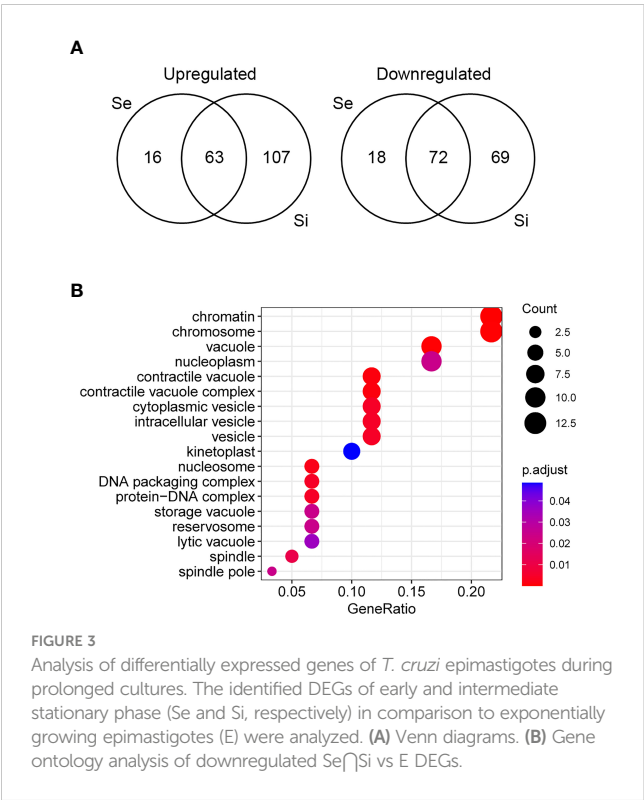 A
Upregulated
Downregulated
Se
16
63
107
Si
Se
18
72
69
Si
B
chromatin
chromosome
vacuole
nucleoplasm
contractile vacuole
contractile vacuole complex
cytoplasmic vesicle
intracellular vesicle
vesicle
kinetoplast
nucleosome
DNA packaging complex
protein−DNA complex
storage vacuole
reservosome
lytic vacuole
spindle
spindle pole
0.05 0.10 0.15 0.20
GeneRatio
Count
2.5
5.0
7.5
10.0
12.5
p.adjust
0.04
0.03
0.02
0.01
FIGURE 3
Analysis of differentially expressed genes of T. cruzi epimastigotes during
prolonged cultures. The identified DEGs of early and intermediate
stationary phase (Se and Si, respectively) in comparison to exponentially
growing epimastigotes (E) were analyzed. (A) Venn diagrams. (B) Gene
ontology analysis of downregulated Se⋂Si vs E DEGs.